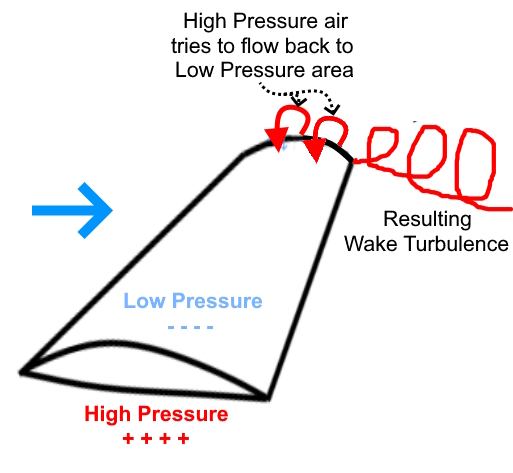 High Pressure air
tries to flow back to
Low Pressure area
Resulting
Wake Turbulence
Low Pressure
- - - -
High Pressure
+ + + +